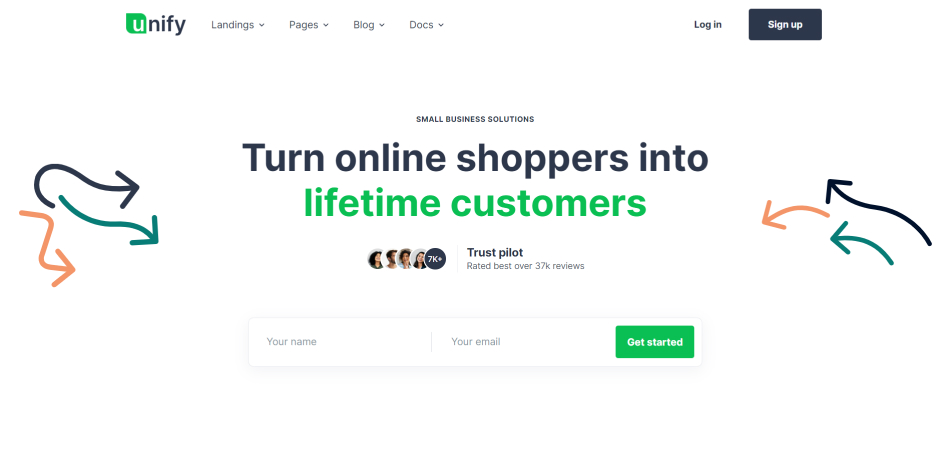 unify Landings Pages Blog Docs Log in Sign up
SMALL BUSINESS SOLUTIONS
Turn online shoppers into
lifetime customers
7K+
Trust pilot
Rated best over 37k reviews
Your name Your email Get started